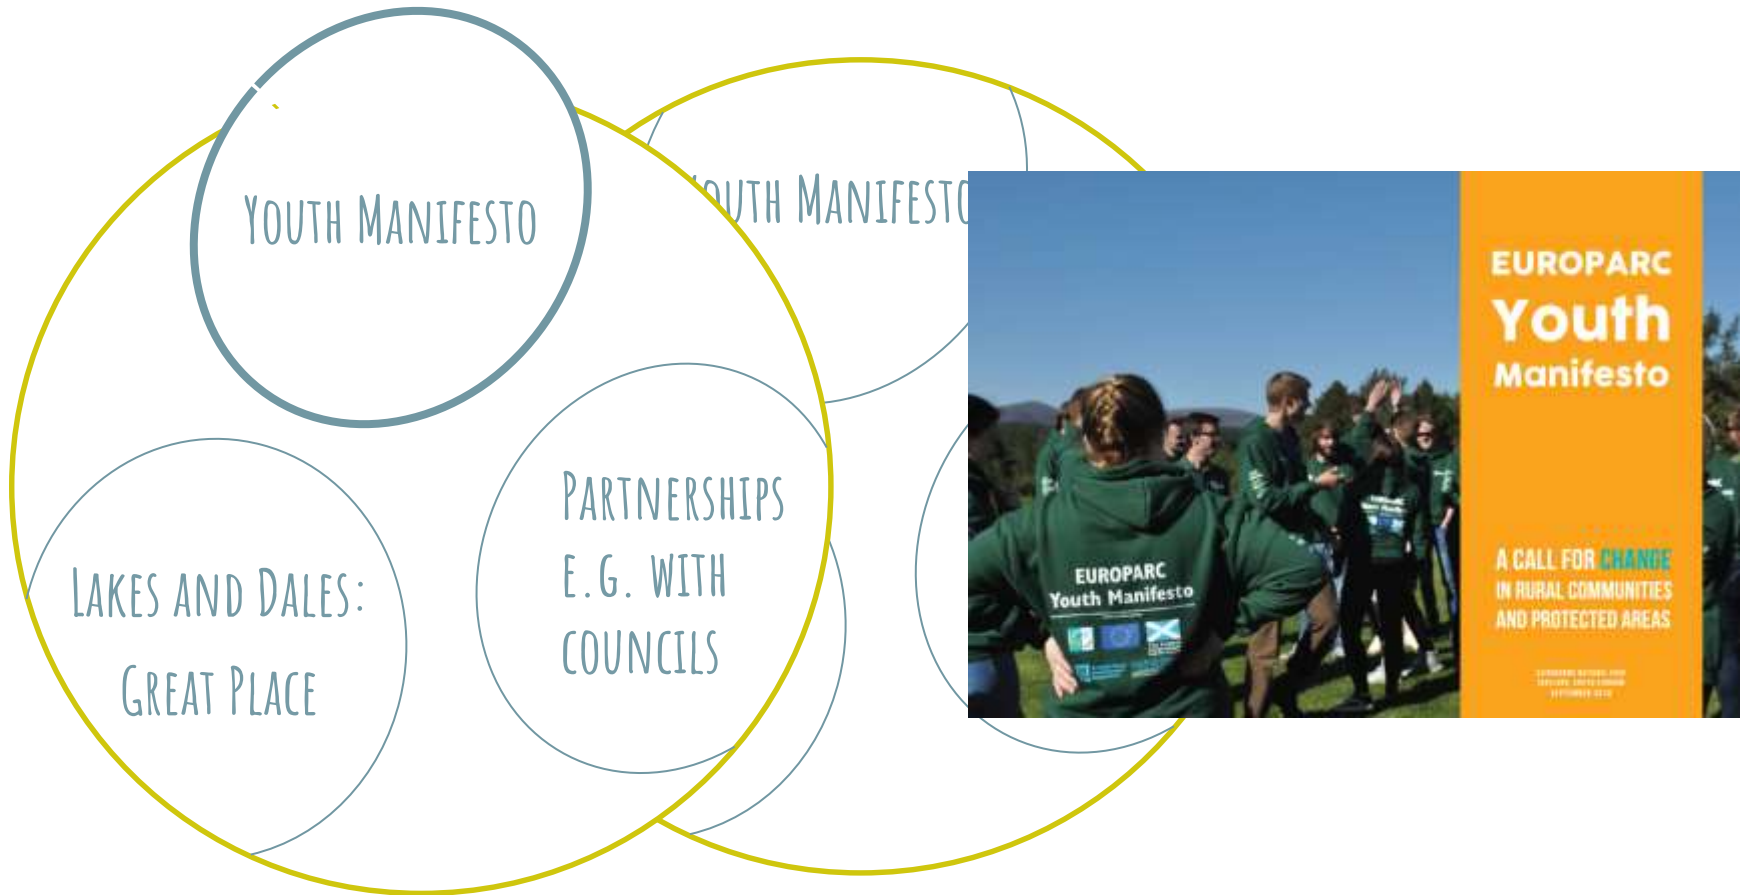 Youth Manifesto
outh Manifesto
Lakes and Dales:
Great Place
Partnerships
e.g. with
councils
EUROPARC
Youth
Manifesto
A CALL FOR CHANGE
IN RURAL COMMUNITIES
AND PROTECTED AREAS
EUROPARC
Youth Manifesto